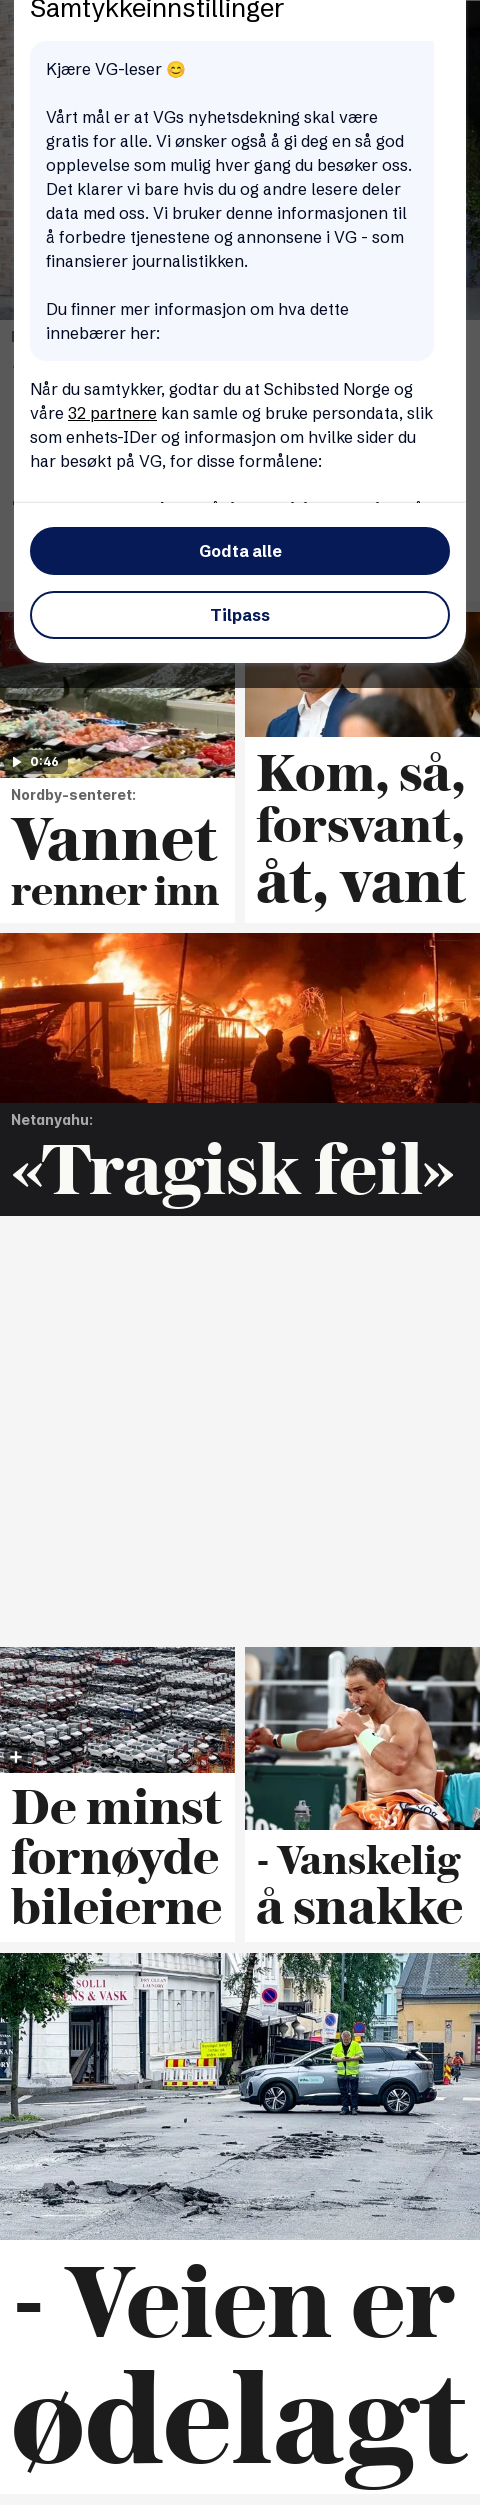 Samtykkeinnstillinger
Kjære VG-leser 😊
Vårt mål er at VGs nyhetsdekning skal være
gratis for alle. Vi ønsker også å gi deg en så god
opplevelse som mulig hver gang du besøker oss.
Det klarer vi bare hvis du og andre lesere deler
data med oss. Vi bruker denne informasjonen til
å forbedre tjenestene og annonsene i VG - som
finansierer journalistikken.
Du finner mer informasjon om hva dette
innebærer her:
Når du samtykker, godtar du at Schibsted Norge og
våre 32 partnere kan samle og bruke persondata, slik
som enhets-IDer og informasjon om hvilke sider du
har besøkt på VG, for disse formålene:
Godta alle
Tilpass
0:46
Nordby-senteret:
Vannet
renner inn
Kom, så,
forsvant,
åt, vant
Netanyahu:
«Tragisk feil»
De minst
fornøyde
bileierne
- Vanskelig
å snakke
SOLLI
RENS & VASK
DRY CLEAN
LAUNDRY
- Veien er
ødelagt